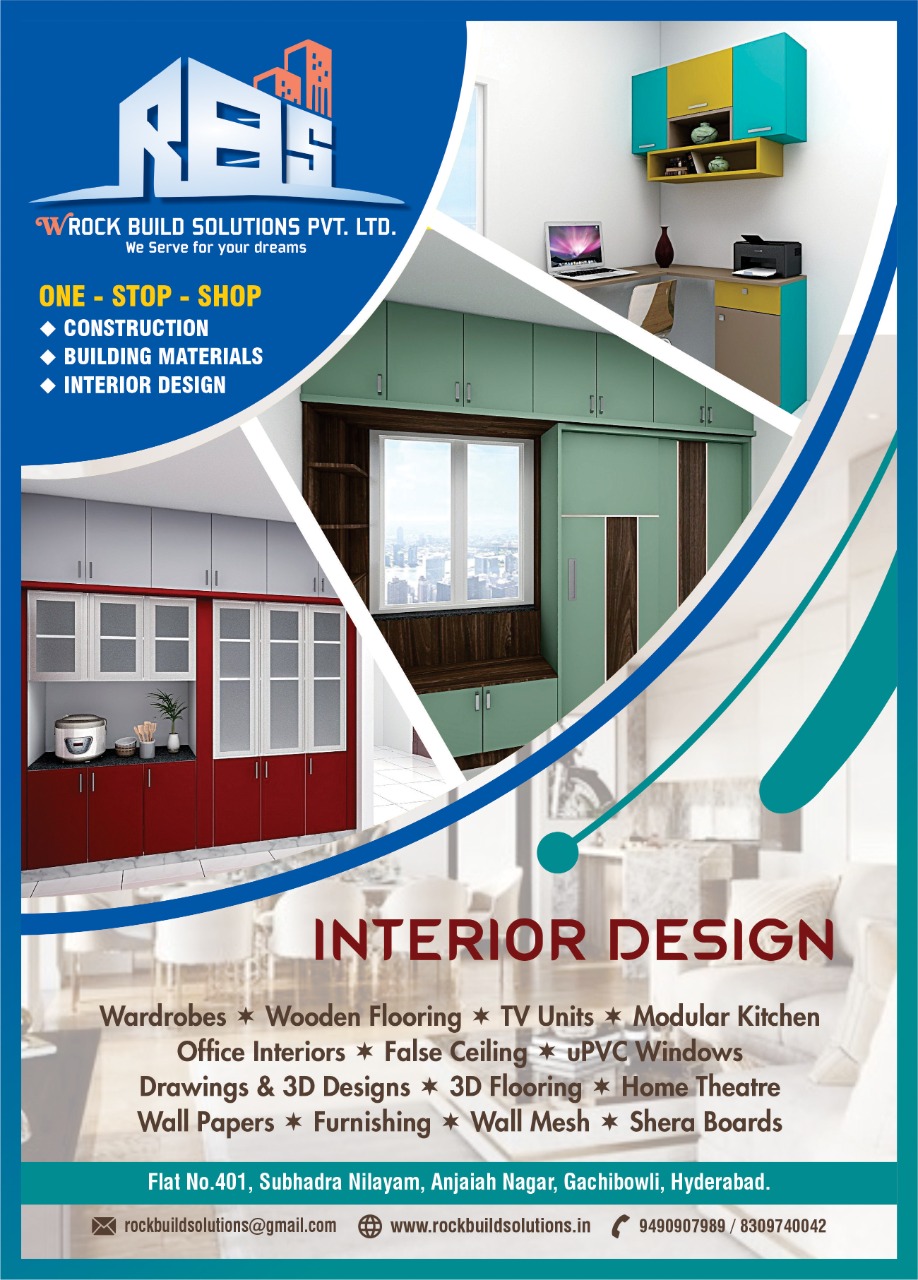 RBS
WROCK BUILD SOLUTIONS PVT. LTD.
We Serve for your dreams
ONE - STOP - SHOP
◆ CONSTRUCTION
◆ BUILDING MATERIALS
◆ INTERIOR DESIGN
INTERIOR DESIGN
Wardrobes ✶ Wooden Flooring ✶ TV Units ✶ Modular Kitchen
Office Interiors ✶ False Ceiling ✶ uPVC Windows
Drawings & 3D Designs ✶ 3D Flooring ✶ Home Theatre
Wall Papers ✶ Furnishing ✶ Wall Mesh ✶ Shera Boards
Flat No.401, Subhadra Nilayam, Anjaiah Nagar, Gachibowli, Hyderabad.
rockbuildsolutions@gmail.com www.rockbuildsolutions.in 9490907989 / 8309740042